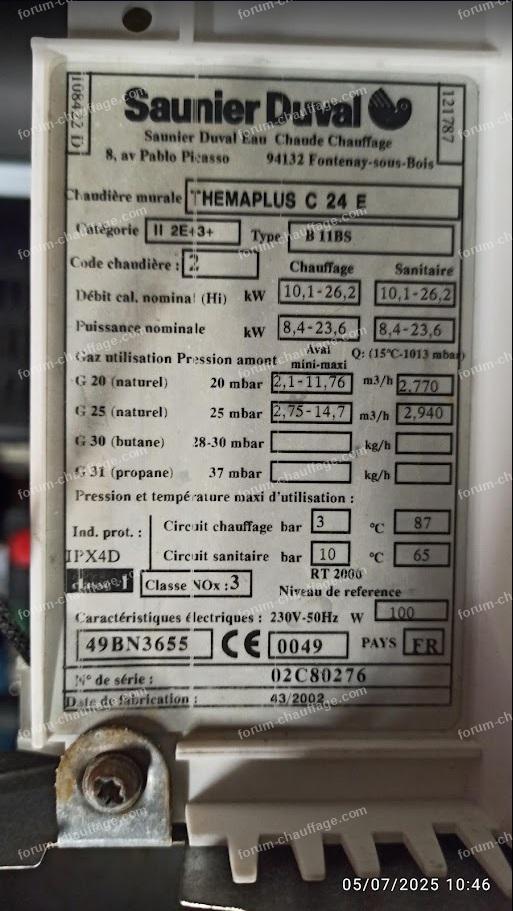 108422 D
121787
Saunier Duval
Saunier Duval Eau Chaude Chauffage
8, av Pablo Picasso 94132 Fontenay-sous-Bois
Chaudière murale THEMAPLUS C 24 E
Catégorie II 2E+3+ Type B 11BS
Code chaudière : 2
Chauffage Sanitaire
Débit cal. nominal (Hi) kW 10,1-26,2 10,1-26,2
Puissance nominale kW 8,4-23,6 8,4-23,6
Gaz utilisation Pression amont Aval mini-maxi Q: (15°C-1013 mbar)
G 20 (naturel) 20 mbar 2,1-11,76 m3/h 2,770
G 25 (naturel) 25 mbar 2,75-14,7 m3/h 2,940
G 30 (butane) 28-30 mbar kg/h
G 31 (propane) 37 mbar kg/h
Pression et température maxi d'utilisation :
Ind. prot. : Circuit chauffage bar 3 °C 87
IPX4D Circuit sanitaire bar 10 °C 65
RT 2000
classe I Classe NOx : 3 Niveau de reference
Caractéristiques électriques : 230V-50Hz W 100
49BN3655 CE 0049 PAYS FR
N° de série : 02C80276
Date de fabrication : 43/2002
05/07/2025 10:46
forum-chauffage.com